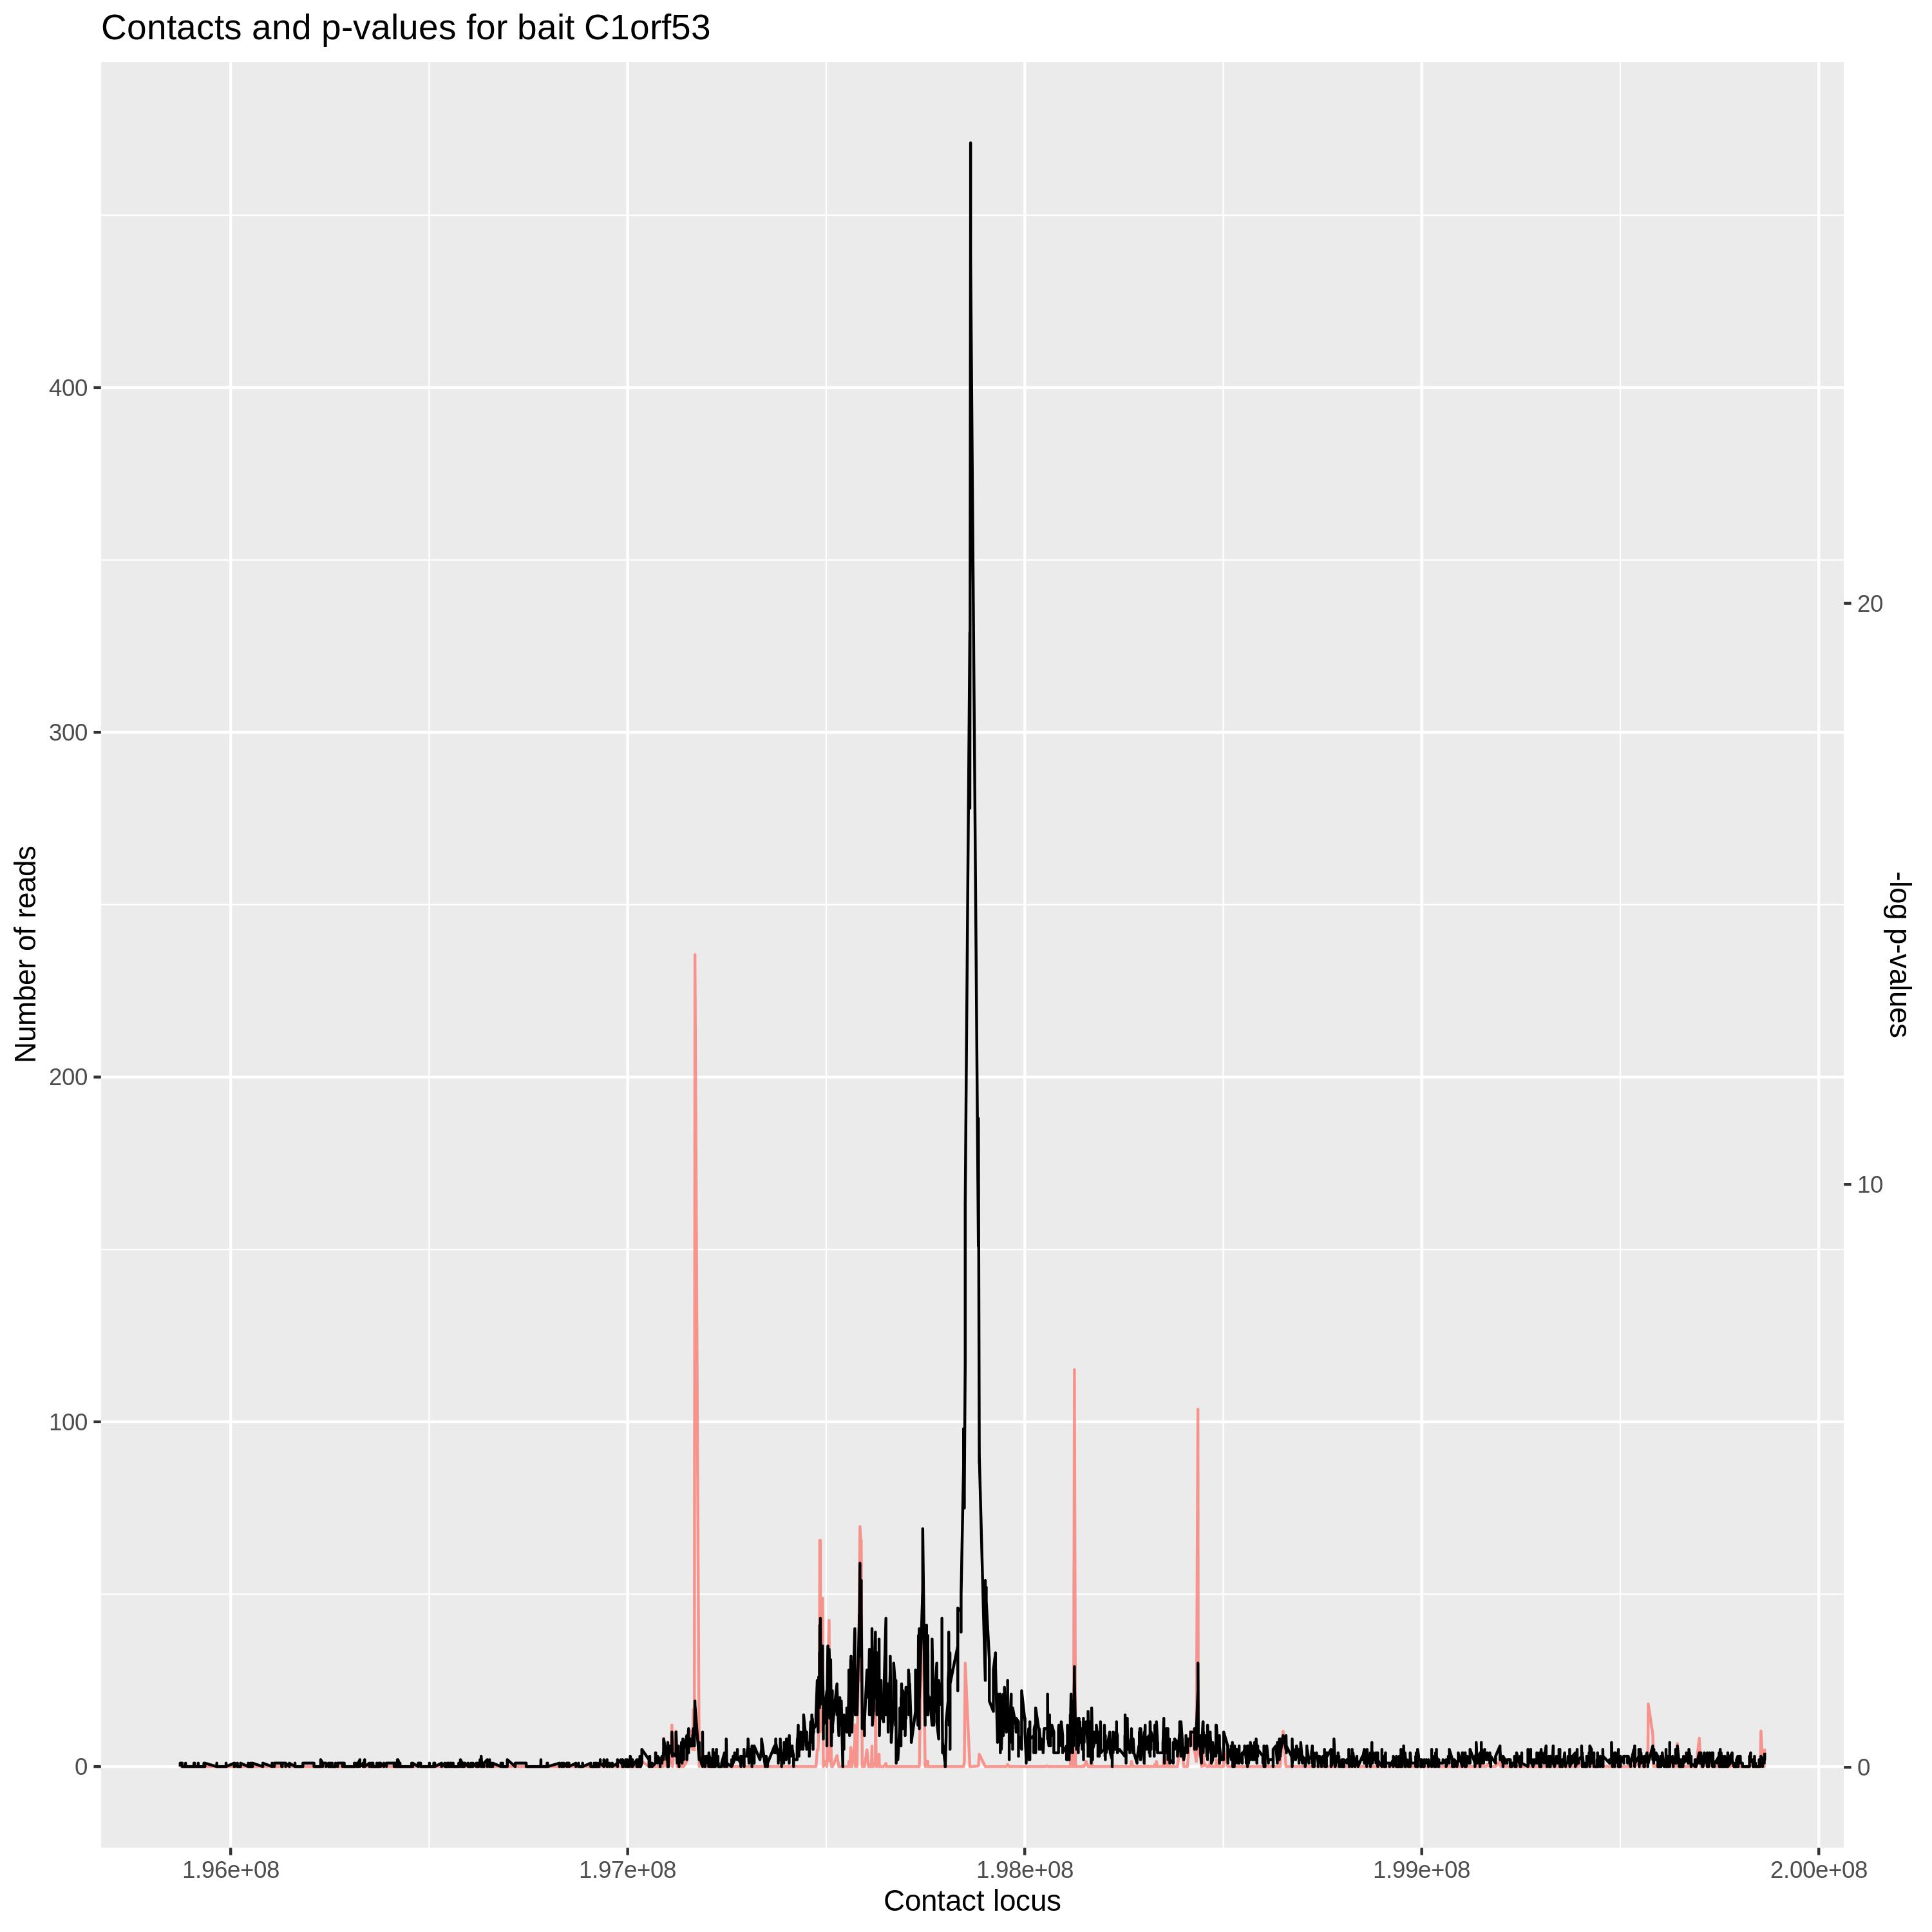 Contacts and p-values for bait C1orf53
400
300
200
100
0
Number of reads
20
10
0
-log p-values
1.96e+08
1.97e+08
1.98e+08
1.99e+08
2.00e+08
Contact locus